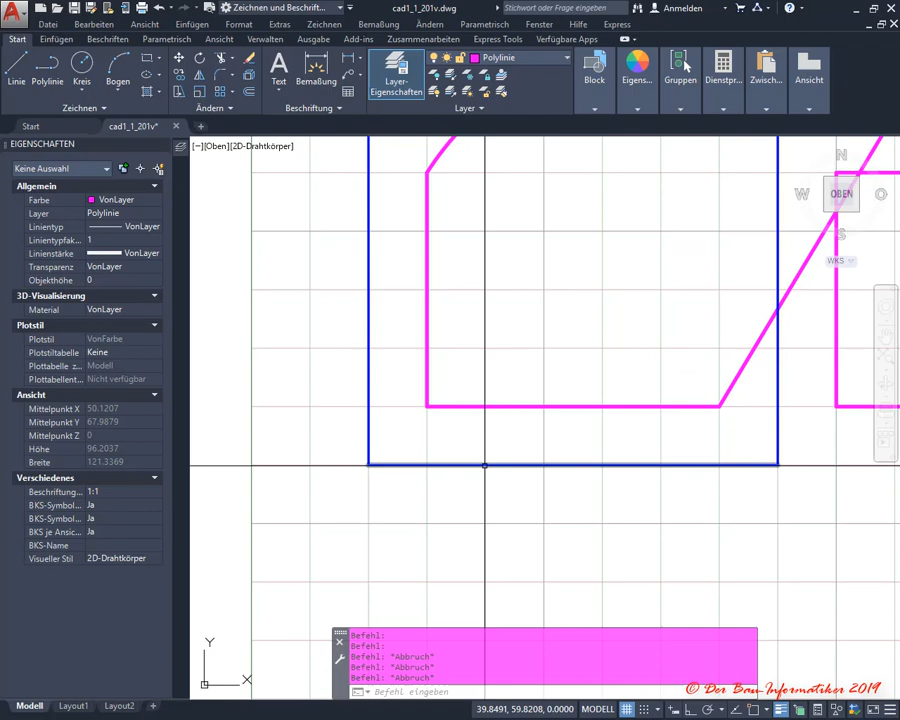 Zeichnen und Beschrift...
cad1_1_201v.dwg
Stichwort oder Frage eingeben
Anmelden
Datei Bearbeiten Ansicht Einfügen Format Extras Zeichnen Bemaßung Ändern Parametrisch Fenster Hilfe Express
Start Einfügen Beschriften Parametrisch Ansicht Verwalten Ausgabe Add-ins Zusammenarbeiten Express Tools Verfügbare Apps
Linie Polylinie Kreis Bogen
Text Bemaßung
Layer-
Eigenschaften
Polylinie
Block Eigens... Gruppen Dienstpr... Zwisch... Ansicht
Zeichnen Ändern Beschriftung Layer
Start cad1_1_201v*
EIGENSCHAFTEN
[−][Oben][2D-Drahtkörper]
Keine Auswahl
Allgemein
Farbe VonLayer
Layer Polylinie
Linientyp VonLayer
Linientypfak... 1
Linienstärke VonLayer
Transparenz VonLayer
Objekthöhe 0
3D-Visualisierung
Material VonLayer
Plotstil
Plotstil VonFarbe
Plotstiltabelle Keine
Plottabelle z... Modell
Plottabellent... Nicht verfügbar
Ansicht
Mittelpunkt X 50.1207
Mittelpunkt Y 67.9879
Mittelpunkt Z 0
Höhe 96.2037
Breite 121.3369
Verschiedenes
Beschriftung... 1:1
BKS-Symbol... Ja
BKS-Symbol... Ja
BKS je Ansic... Ja
BKS-Name
Visueller Stil 2D-Drahtkörper
N
W OBEN O
S
WKS
Y
X
Befehl:
Befehl:
Befehl: *Abbruch*
Befehl: *Abbruch*
Befehl: *Abbruch*
Befehl eingeben
© Der Bau Informatiker 2019
Modell Layout1 Layout2 +
39.8491, 59.8208, 0.0000 MODELL